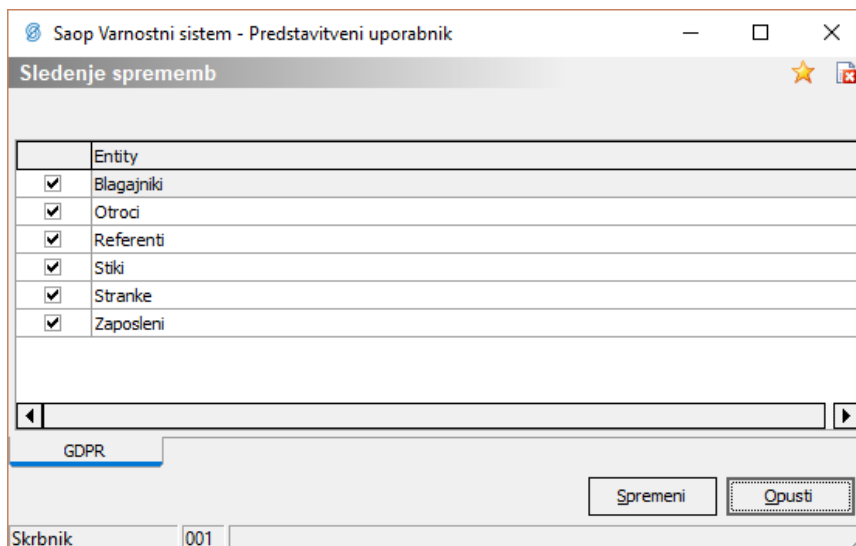 Saop Varnostni sistem - Predstavitveni uporabnik
Sledenje sprememb
Entity
Blagajniki
Otroci
Referenti
Stiki
Stranke
Zaposleni
GDPR
Spremeni
Opusti
Skrbnik 001